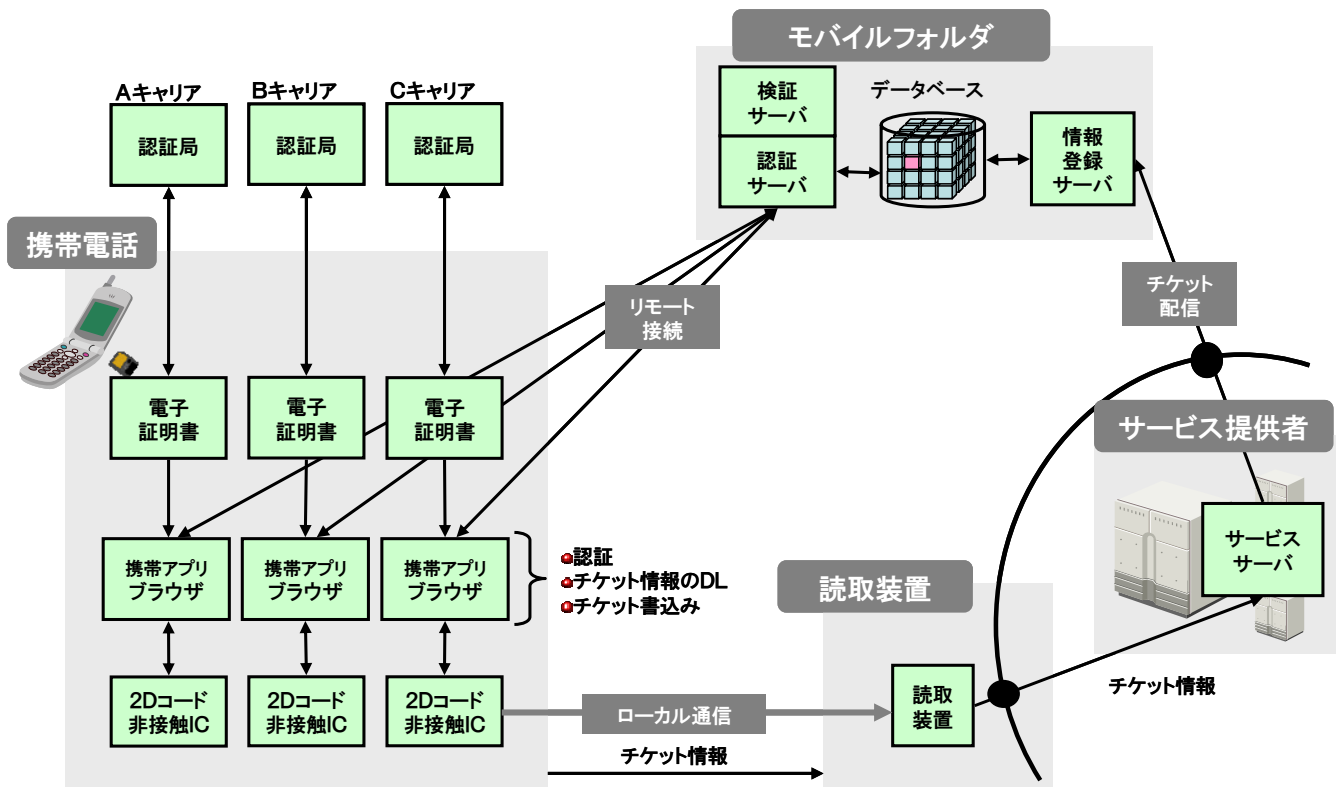 モバイルフォルダ
検証
サーバ
データベース
認証
サーバ
情報
登録
サーバ
Aキャリア
Bキャリア
Cキャリア
認証局
認証局
認証局
携帯電話
リモート
接続
チケット
配信
電子
証明書
電子
証明書
電子
証明書
サービス提供者
サービス
サーバ
携帯アプリ
ブラウザ
携帯アプリ
ブラウザ
携帯アプリ
ブラウザ
認証
チケット情報のDL
チケット書込み
読取装置
2Dコード
非接触IC
2Dコード
非接触IC
2Dコード
非接触IC
ローカル通信
読取
装置
チケット情報
チケット情報